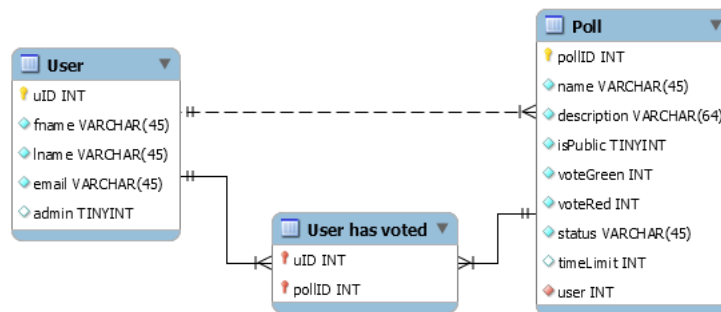 User
uID INT
fname VARCHAR(45)
lname VARCHAR(45)
email VARCHAR(45)
admin TINYINT
User has voted
uID INT
pollID INT
Poll
pollID INT
name VARCHAR(45)
description VARCHAR(64)
isPublic TINYINT
voteGreen INT
voteRed INT
status VARCHAR(45)
timeLimit INT
user INT